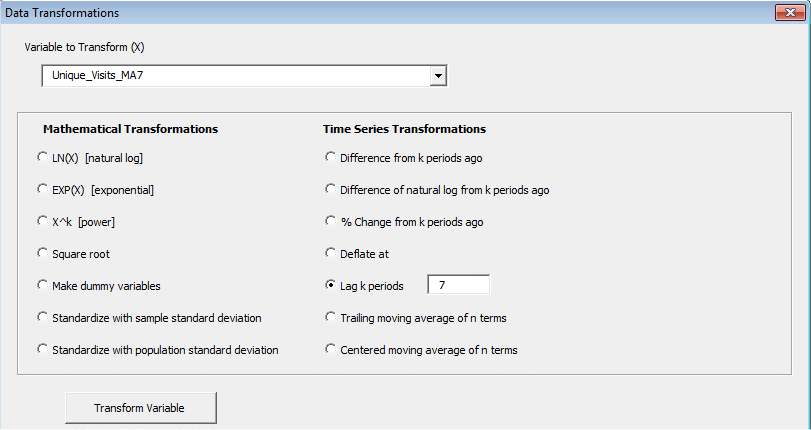 Data Transformations
Variable to Transform (X)
Unique_Visits_MA7
Mathematical Transformations
LN(X) [natural log]
EXP(X) [exponential]
X^k [power]
Square root
Make dummy variables
Standardize with sample standard deviation
Standardize with population standard deviation
Time Series Transformations
Difference from k periods ago
Difference of natural log from k periods ago
% Change from k periods ago
Deflate at
Lag k periods 7
Trailing moving average of n terms
Centered moving average of n terms
Transform Variable